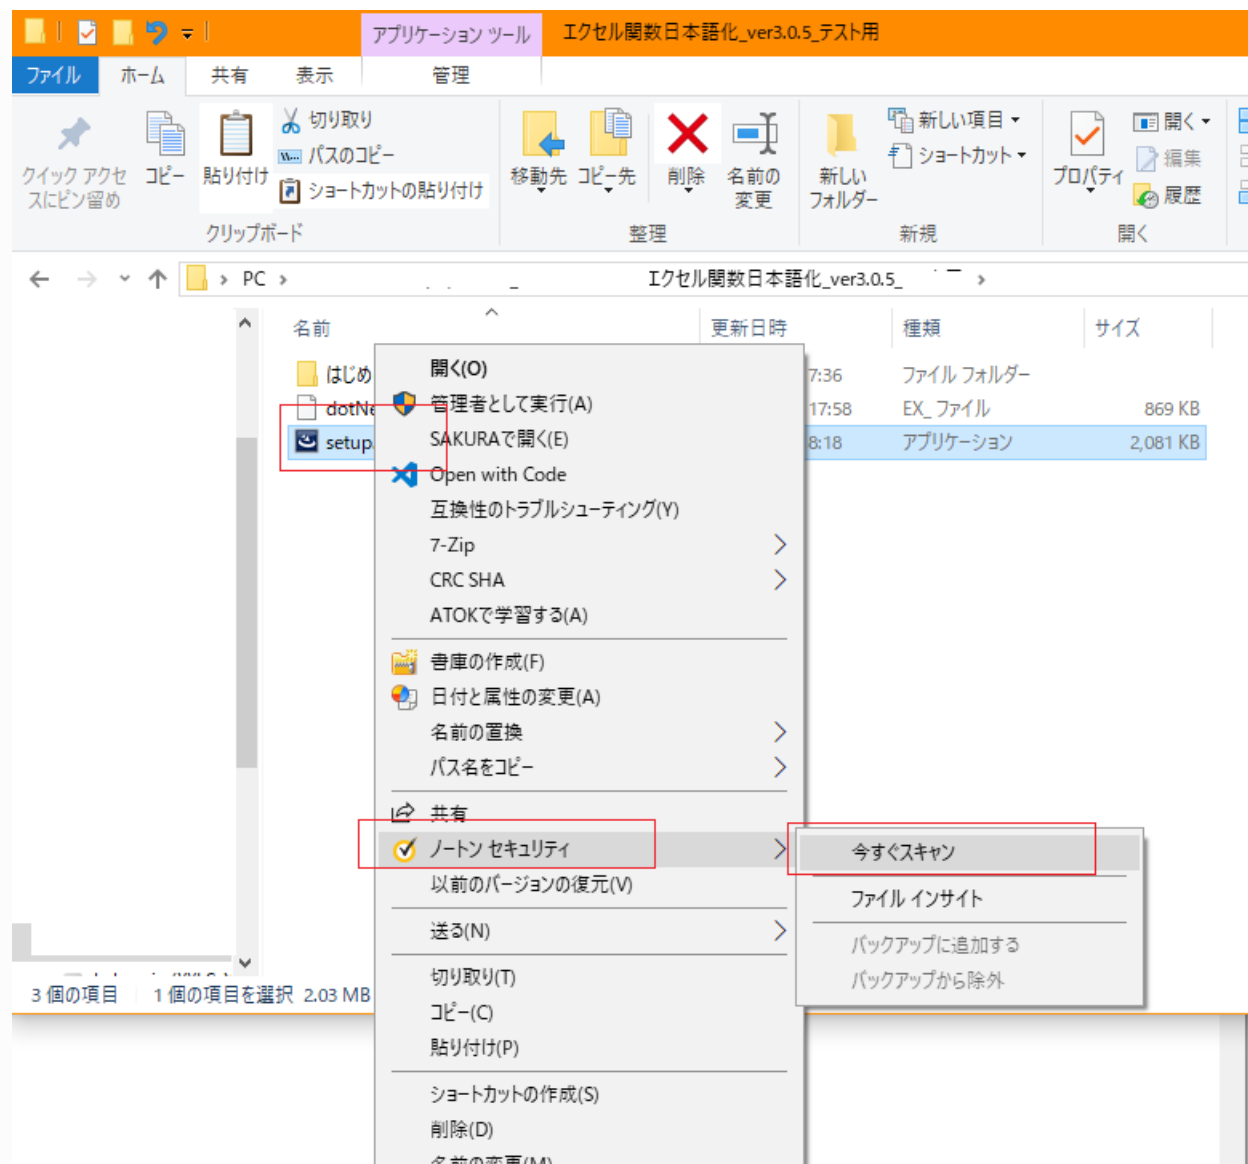 アプリケーション ツール
エクセル関数日本語化_ver3.0.5_テスト用
ファイル ホーム 共有 表示 管理
クイック アクセスにピン留め
コピー
貼り付け
切り取り
パスのコピー
ショートカットの貼り付け
クリップボード
移動先
コピー先
削除
名前の変更
整理
新しいフォルダー
新しい項目
ショートカット
新規
プロパティ
開く
編集
履歴
開く
PC エクセル関数日本語化_ver3.0.5_
名前 更新日時 種類 サイズ
はじめ 7:36 ファイル フォルダー
dotNe 17:58 EX_ ファイル 869 KB
setup. 8:18 アプリケーション 2,081 KB
開く(O)
管理者として実行(A)
SAKURAで開く(E)
Open with Code
互換性のトラブルシューティング(Y)
7-Zip
CRC SHA
ATOKで学習する(A)
書庫の作成(F)
日付と属性の変更(A)
名前の置換
パス名をコピー
共有
ノートン セキュリティ
以前のバージョンの復元(V)
送る(N)
切り取り(T)
コピー(C)
貼り付け(P)
ショートカットの作成(S)
削除(D)
名前の変更(M)
今すぐスキャン
ファイル インサイト
バックアップに追加する
バックアップから除外
3 個の項目 1 個の項目を選択 2.03 MB